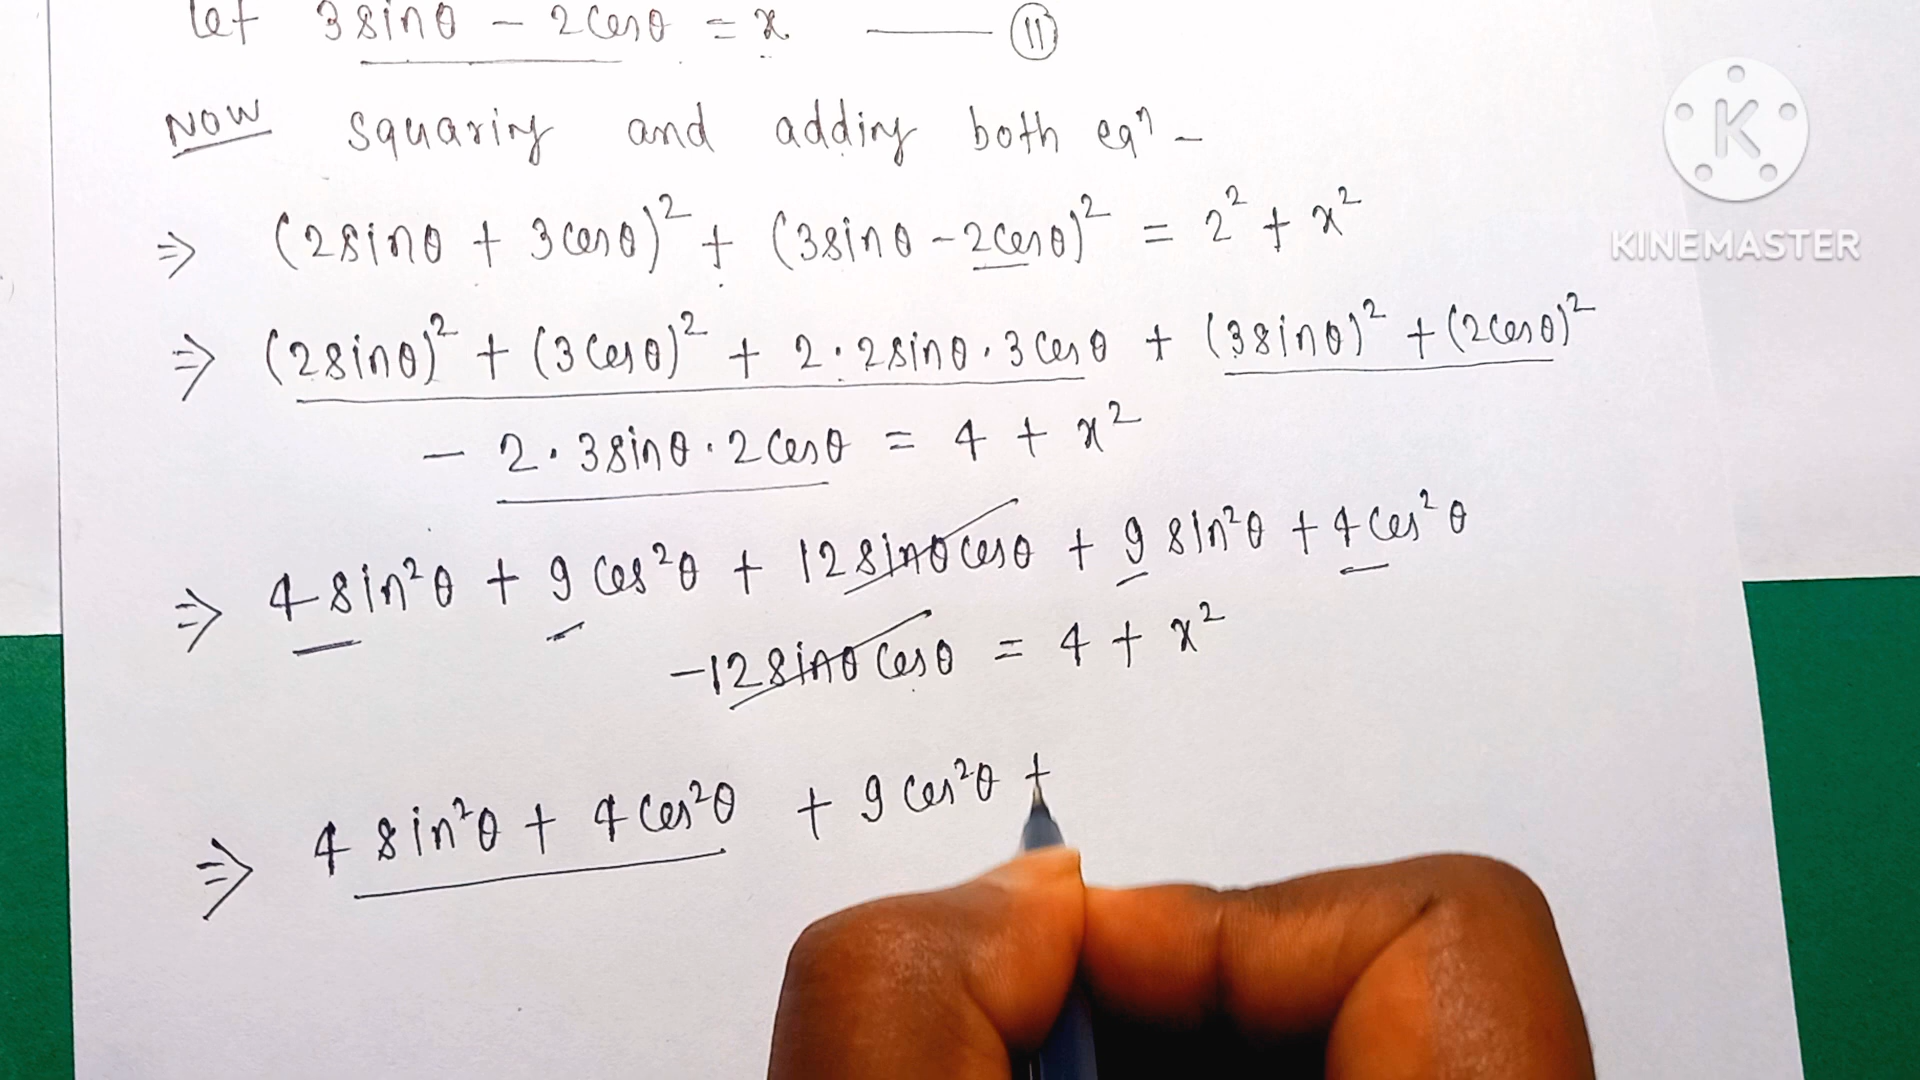 let 3sinθ - 2cosθ = x —— (11)
NOW squaring and adding both eqn -
⇒ (2sinθ + 3cosθ)² + (3sinθ - 2cosθ)² = 2² + x²
⇒ (2sinθ)² + (3cosθ)² + 2·2sinθ·3cosθ + (3sinθ)² + (2cosθ)²
- 2·3sinθ·2cosθ = 4 + x²
⇒ 4sin²θ + 9cos²θ + 12sinθcosθ + 9sin²θ + 4cos²θ
-12sinθcosθ = 4 + x²
⇒ 4sin²θ + 4cos²θ + 9cos²θ +
K
KINEMASTER